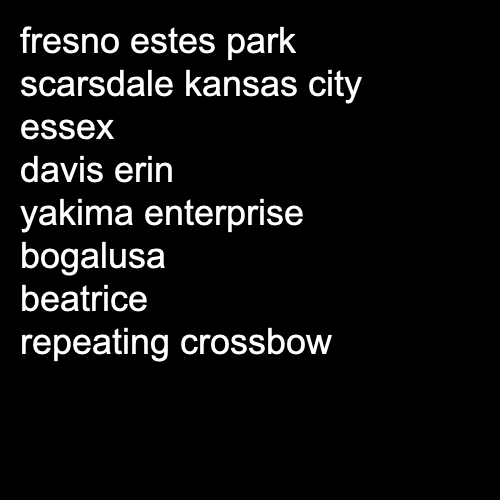 fresno estes park
scarsdale kansas city
essex
davis erin
yakima enterprise
bogalusa
beatrice
repeating crossbow